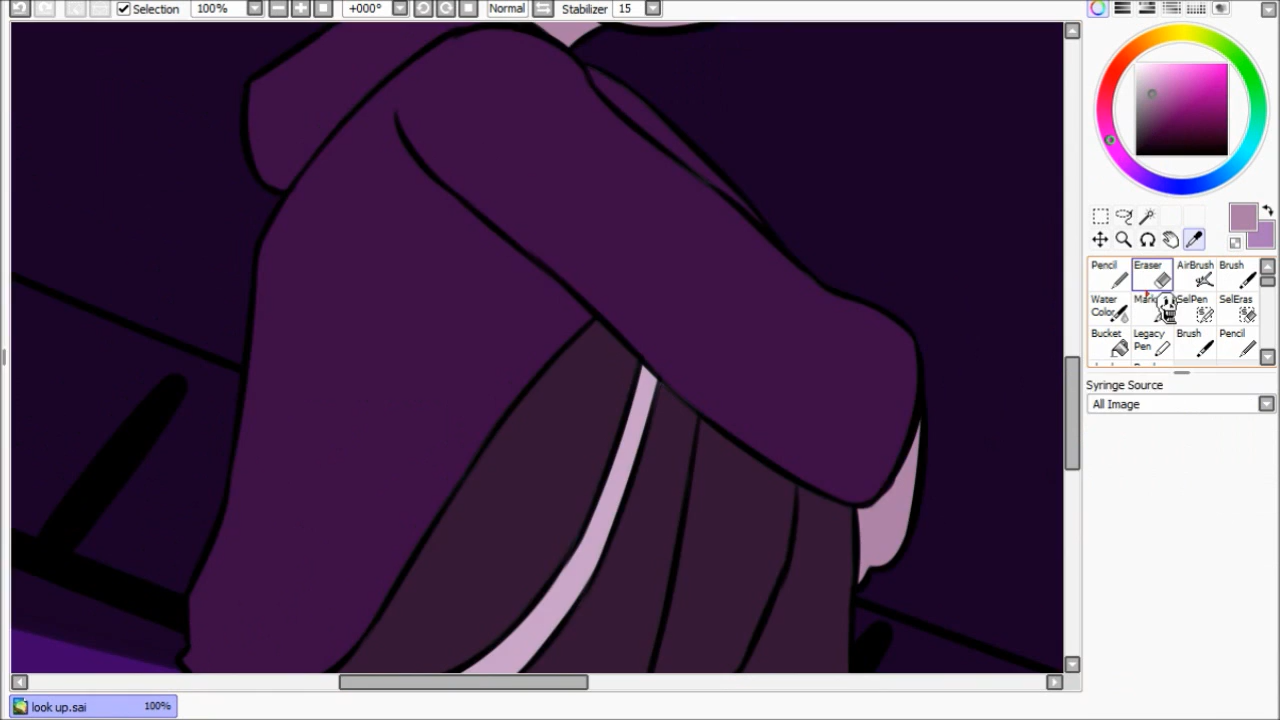 Selection 100% +000° Normal Stabilizer 15
Pencil Eraser AirBrush Brush
Water SelPen SelEras
Color
Bucket Legacy Brush Pencil
Pen
Syringe Source
All Image
look up.sai 100%